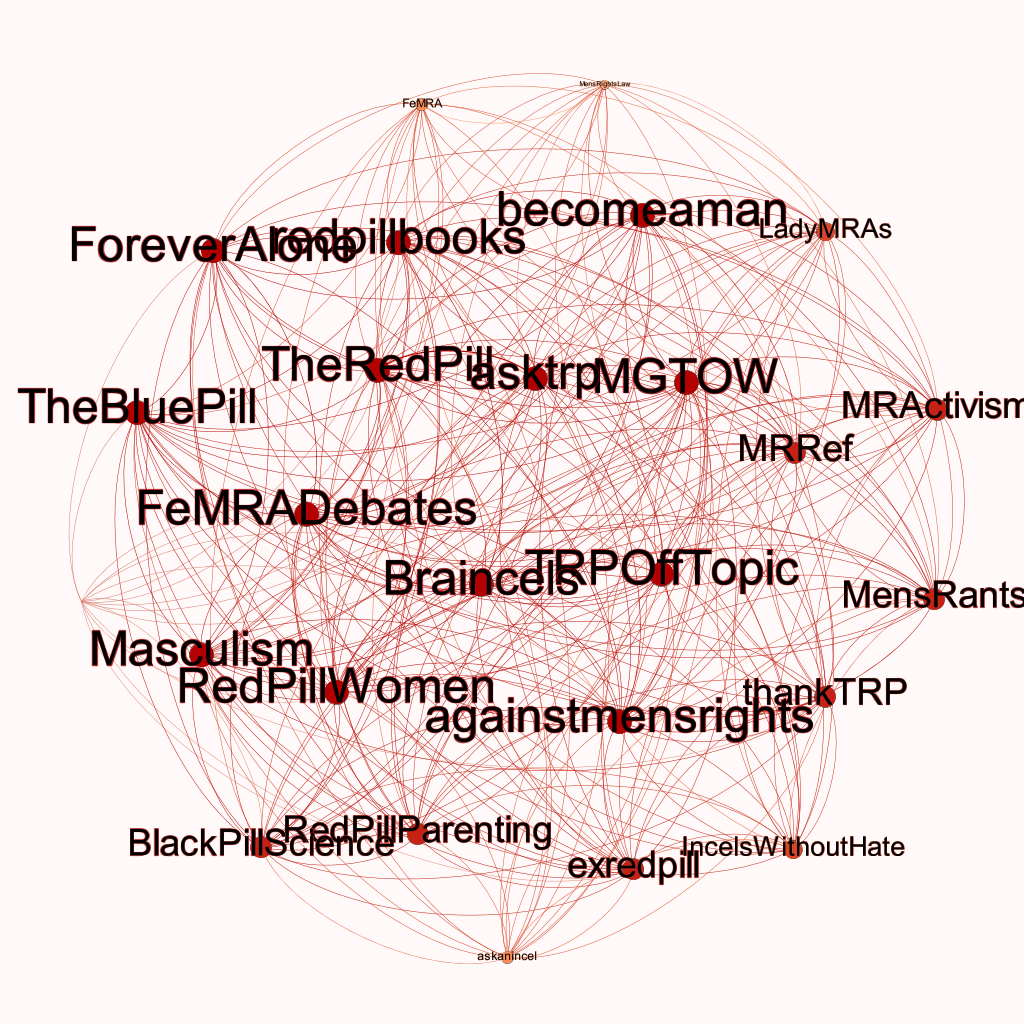 MensRightsLaw
FeMRA
becomeaman
LadyMRAs
ForeverAlone
redpillbooks
TheRedPill
asktrp
MGTOW
TheBluePill
MRActivism
MRRef
FeMRADebates
Braincels
TRPOffTopic
MensRants
Masculism
RedPillWomen
thankTRP
againstmensrights
BlackPillScience
RedPillParenting
IncelsWithoutHate
exredpill
askanincel